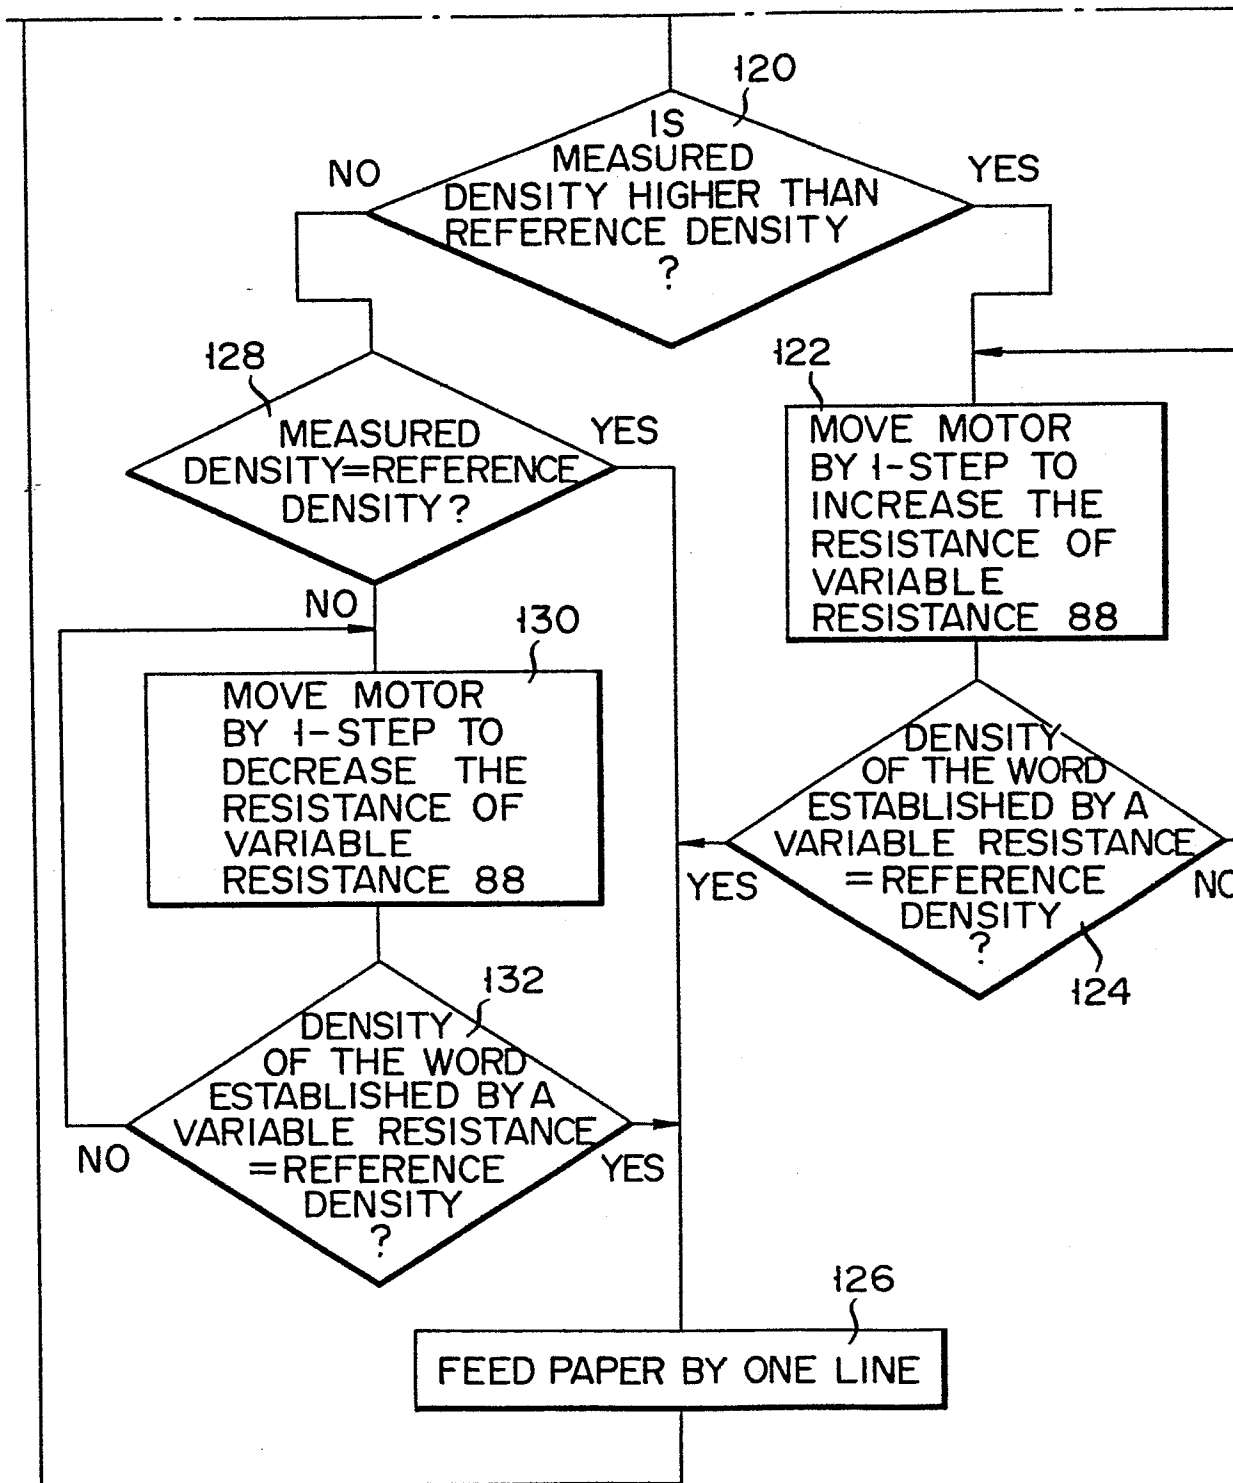 120
IS
MEASURED
DENSITY HIGHER THAN
REFERENCE DENSITY
?
NO
YES
128
MEASURED
DENSITY=REFERENCE
DENSITY?
YES
NO
122
MOVE MOTOR
BY 1-STEP TO
INCREASE THE
RESISTANCE OF
VARIABLE
RESISTANCE 88
130
MOVE MOTOR
BY 1-STEP TO
DECREASE THE
RESISTANCE OF
VARIABLE
RESISTANCE 88
DENSITY
OF THE WORD
ESTABLISHED BY A
VARIABLE RESISTANCE
=REFERENCE
DENSITY
?
YES
NO
124
132
DENSITY
OF THE WORD
ESTABLISHED BY A
VARIABLE RESISTANCE
=REFERENCE
DENSITY
?
NO
YES
126
FEED PAPER BY ONE LINE